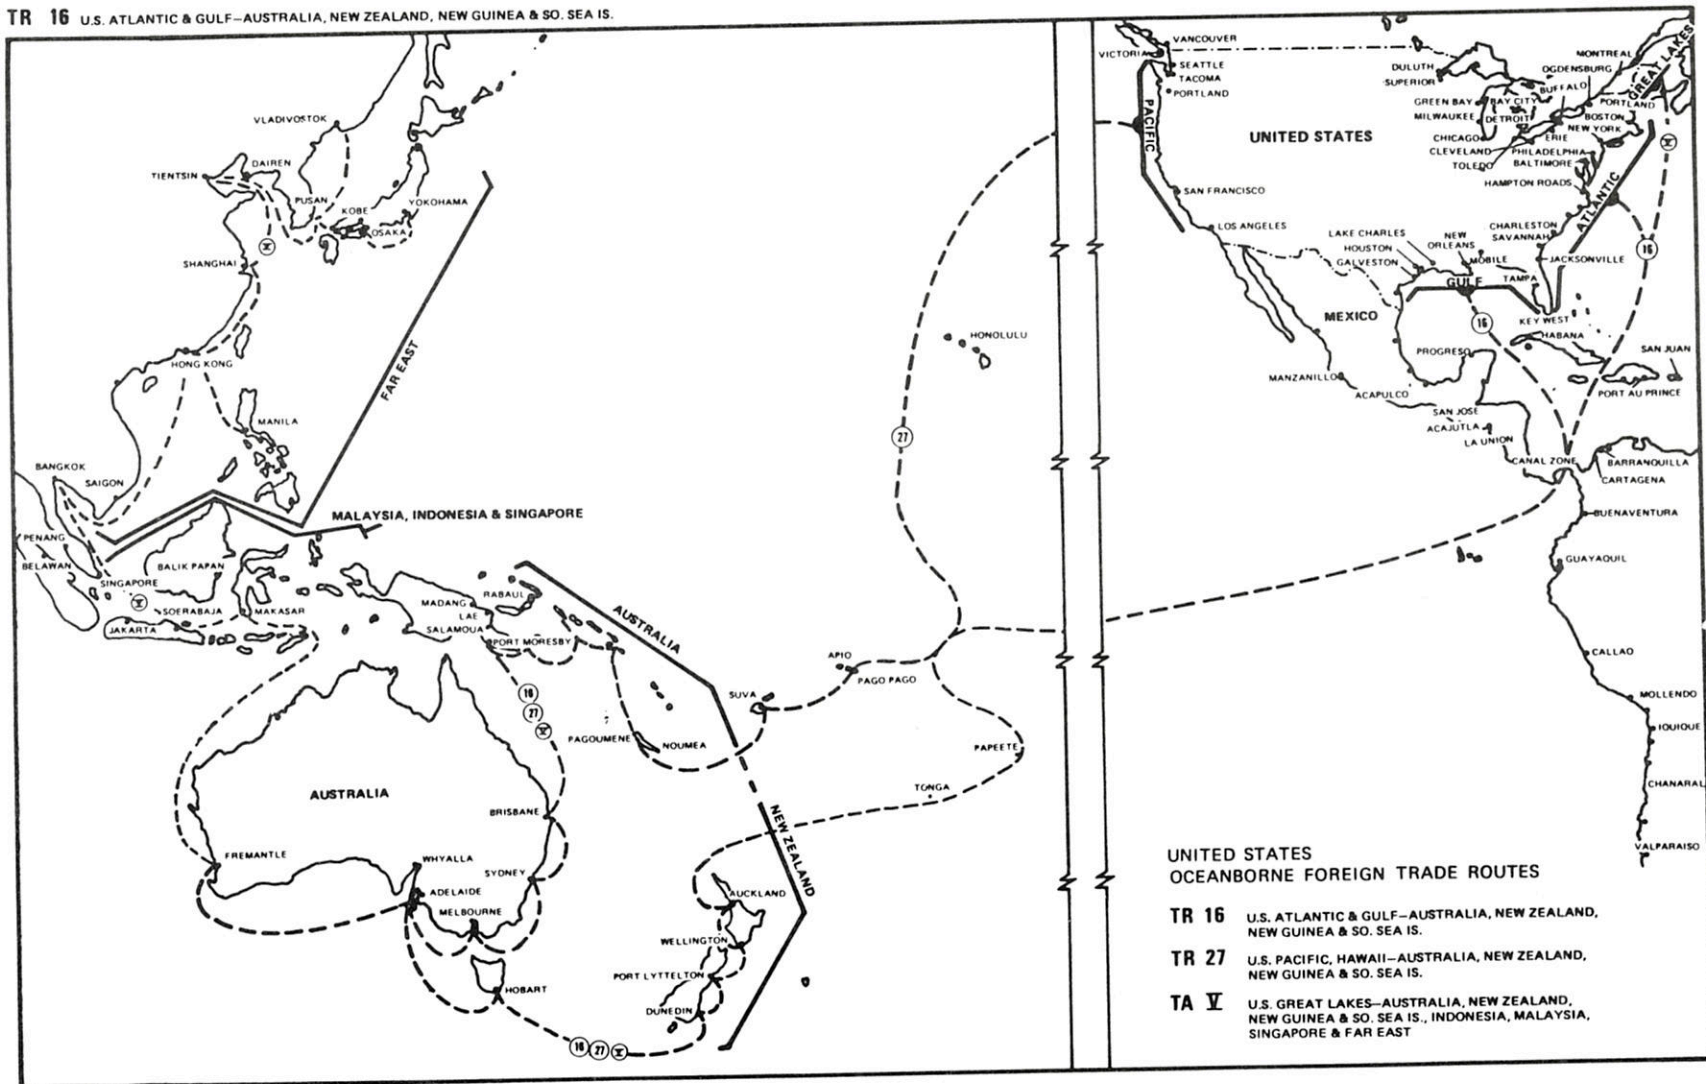 TR 16 U.S. ATLANTIC & GULF–AUSTRALIA, NEW ZEALAND, NEW GUINEA & SO. SEA IS.
VLADIVOSTOK
DAIREN
TIENTSIN
PUSAN
KOBE
YOKOHAMA
OSAKA
V
SHANGHAI
HONG KONG
FAR EAST
MANILA
BANGKOK
SAIGON
MALAYSIA, INDONESIA & SINGAPORE
PENANG
BELAWAN
SINGAPORE
BALIK PAPAN
V
SOERABAJA
MAKASAR
JAKARTA
MADANG
RABAUL
LAE
SALAMOUA
PORT MORESBY
AUSTRALIA
16
27
V
PAGOUMENE
NOUMEA
SUVA
APIO
PAGO PAGO
PAPEETE
TONGA
HONOLULU
27
AUSTRALIA
BRISBANE
FREMANTLE
WHYALLA
ADELAIDE
SYDNEY
MELBOURNE
HOBART
NEW ZEALAND
AUCKLAND
WELLINGTON
PORT LYTTELTON
DUNEDIN
16 27 V
VANCOUVER
VICTORIA
SEATTLE
TACOMA
PORTLAND
PACIFIC
UNITED STATES
SAN FRANCISCO
LOS ANGELES
DULUTH
SUPERIOR
MONTREAL
OGDENSBURG
GREAT LAKES
BUFFALO
GREEN BAY
BAY CITY
PORTLAND
MILWAUKEE
DETROIT
BOSTON
NEW YORK
CHICAGO
ERIE
CLEVELAND
PHILADELPHIA
TOLEDO
BALTIMORE
V
HAMPTON ROADS
ATLANTIC
CHARLESTON
SAVANNAH
16
JACKSONVILLE
LAKE CHARLES
NEW
ORLEANS
HOUSTON
MOBILE
GALVESTON
TAMPA
GULF
MEXICO
16
KEY WEST
HABANA
PROGRESO
SAN JUAN
MANZANILLO
ACAPULCO
PORT AU PRINCE
SAN JOSE
ACAJUTLA
LA UNION
CANAL ZONE
BARRANQUILLA
CARTAGENA
BUENAVENTURA
GUAYAQUIL
CALLAO
MOLLENDO
IQUIQUE
CHANARAL
VALPARAISO
UNITED STATES
OCEANBORNE FOREIGN TRADE ROUTES
TR 16 U.S. ATLANTIC & GULF–AUSTRALIA, NEW ZEALAND,
NEW GUINEA & SO. SEA IS.
TR 27 U.S. PACIFIC, HAWAII–AUSTRALIA, NEW ZEALAND,
NEW GUINEA & SO. SEA IS.
TA V U.S. GREAT LAKES–AUSTRALIA, NEW ZEALAND,
NEW GUINEA & SO. SEA IS., INDONESIA, MALAYSIA,
SINGAPORE & FAR EAST